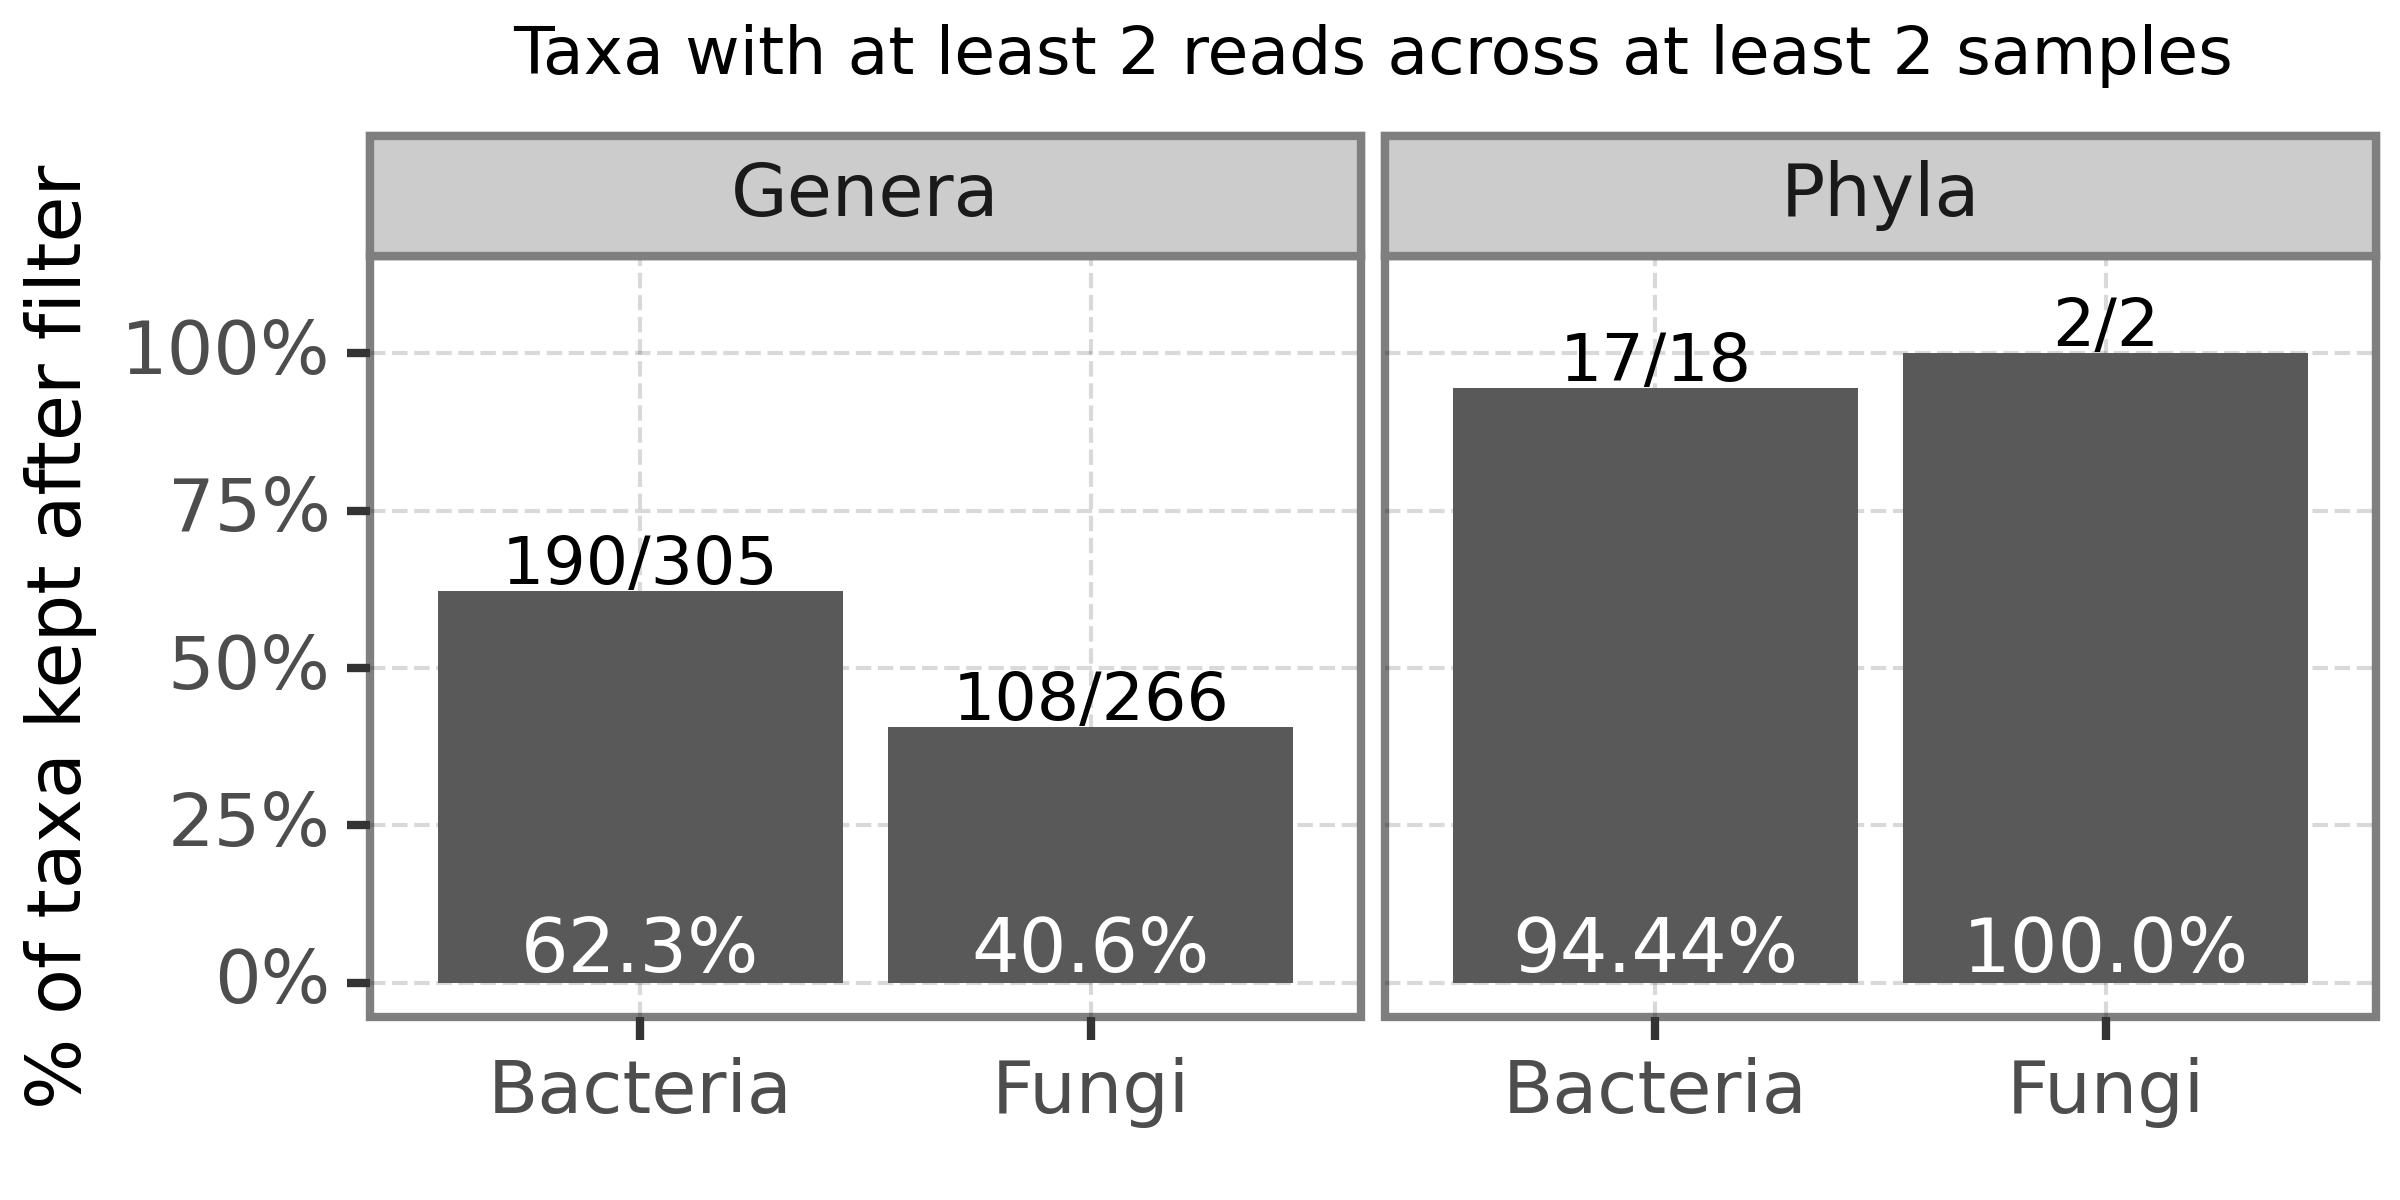 Taxa with at least 2 reads across at least 2 samples
% of taxa kept after filter
Genera
Phyla
100%
75%
50%
25%
0%
190/305
108/266
17/18
2/2
62.3%
40.6%
94.44%
100.0%
Bacteria
Fungi
Bacteria
Fungi